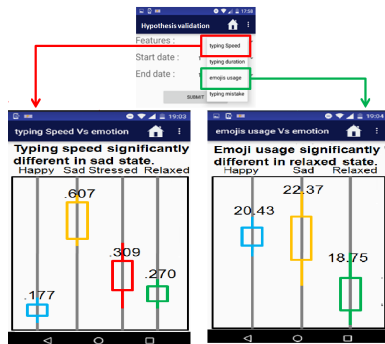 17:58
Hypothesis validation
Features :
typing Speed
typing duration
Start date :
emojis usage
End date :
typing mistake
SUBMIT
19:03
typing Speed Vs emotion
Typing speed significantly
different in sad state.
Happy Sad Stressed Relaxed
.607
.309
.270
.177
19:04
emojis usage Vs emotion
Emoji usage significantly
different in relaxed state.
Happy Sad Relaxed
22.37
20.43
18.75